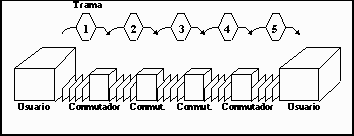 Trama
1 2 3 4 5
Usuario Conmutador Conmut. Conmut. Conmutador Usuario